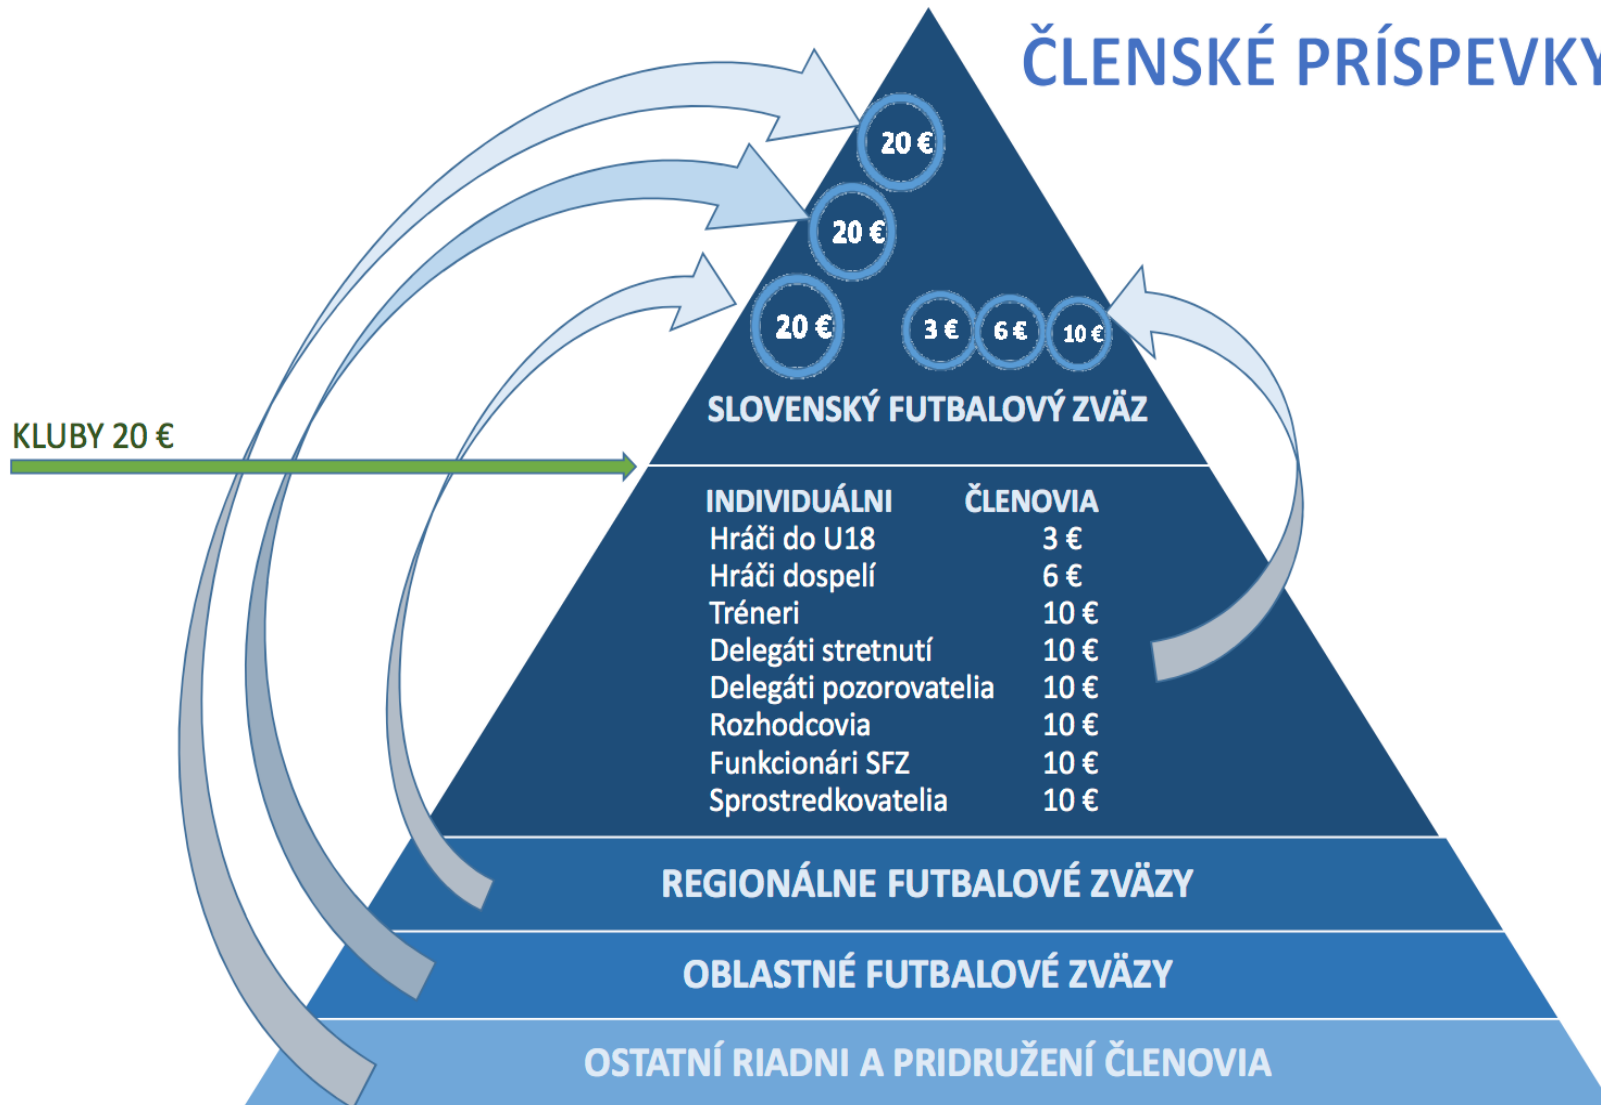 ČLENSKÉ PRÍSPEVKY
20 €
20 €
20 €
3 €
6 €
10 €
SLOVENSKÝ FUTBALOVÝ ZVÄZ
KLUBY 20 €
INDIVIDUÁLNI ČLENOVIA
Hráči do U18 3 €
Hráči dospelí 6 €
Tréneri 10 €
Delegáti stretnutí 10 €
Delegáti pozorovatelia 10 €
Rozhodcovia 10 €
Funkcionári SFZ 10 €
Sprostredkovatelia 10 €
REGIONÁLNE FUTBALOVÉ ZVÄZY
OBLASTNÉ FUTBALOVÉ ZVÄZY
OSTATNÍ RIADNI A PRIDRUŽENÍ ČLENOVIA